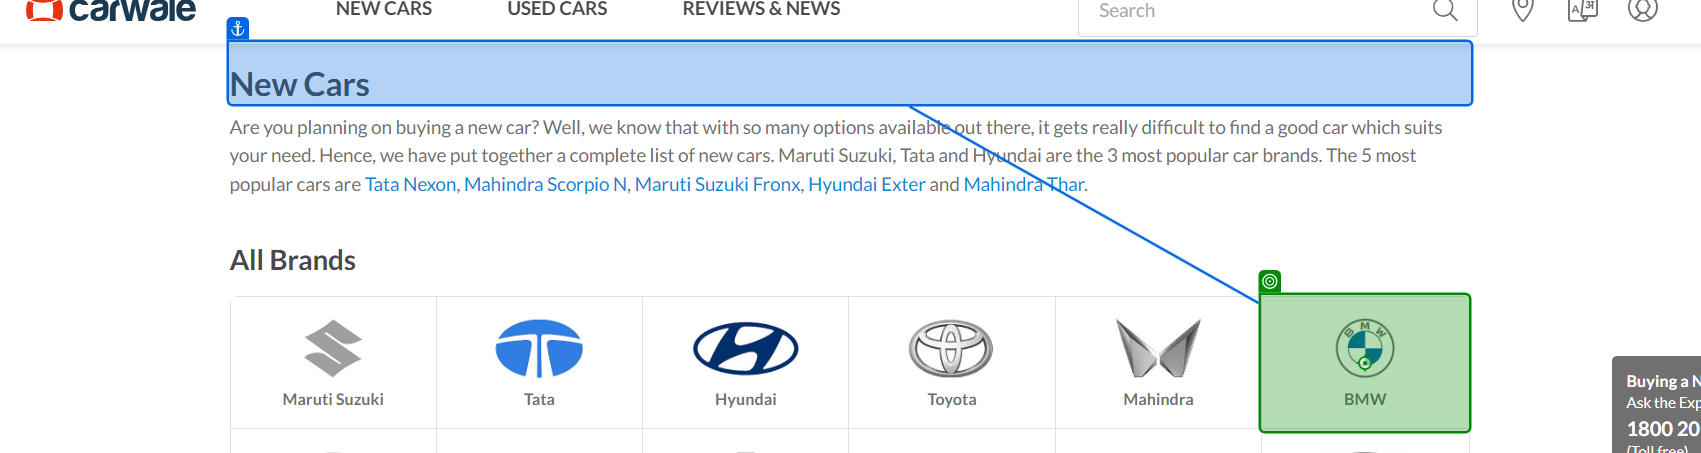 carwale
NEW CARS
USED CARS
REVIEWS & NEWS
Search
New Cars
Are you planning on buying a new car? Well, we know that with so many options available out there, it gets really difficult to find a good car which suits
your need. Hence, we have put together a complete list of new cars. Maruti Suzuki, Tata and Hyundai are the 3 most popular car brands. The 5 most
popular cars are Tata Nexon, Mahindra Scorpio N, Maruti Suzuki Fronx, Hyundai Exter and Mahindra Thar.
All Brands
BMW
Maruti Suzuki
Tata
Hyundai
Toyota
Mahindra
BMW
Buying a N
Ask the Exp
1800 20
(Toll free)